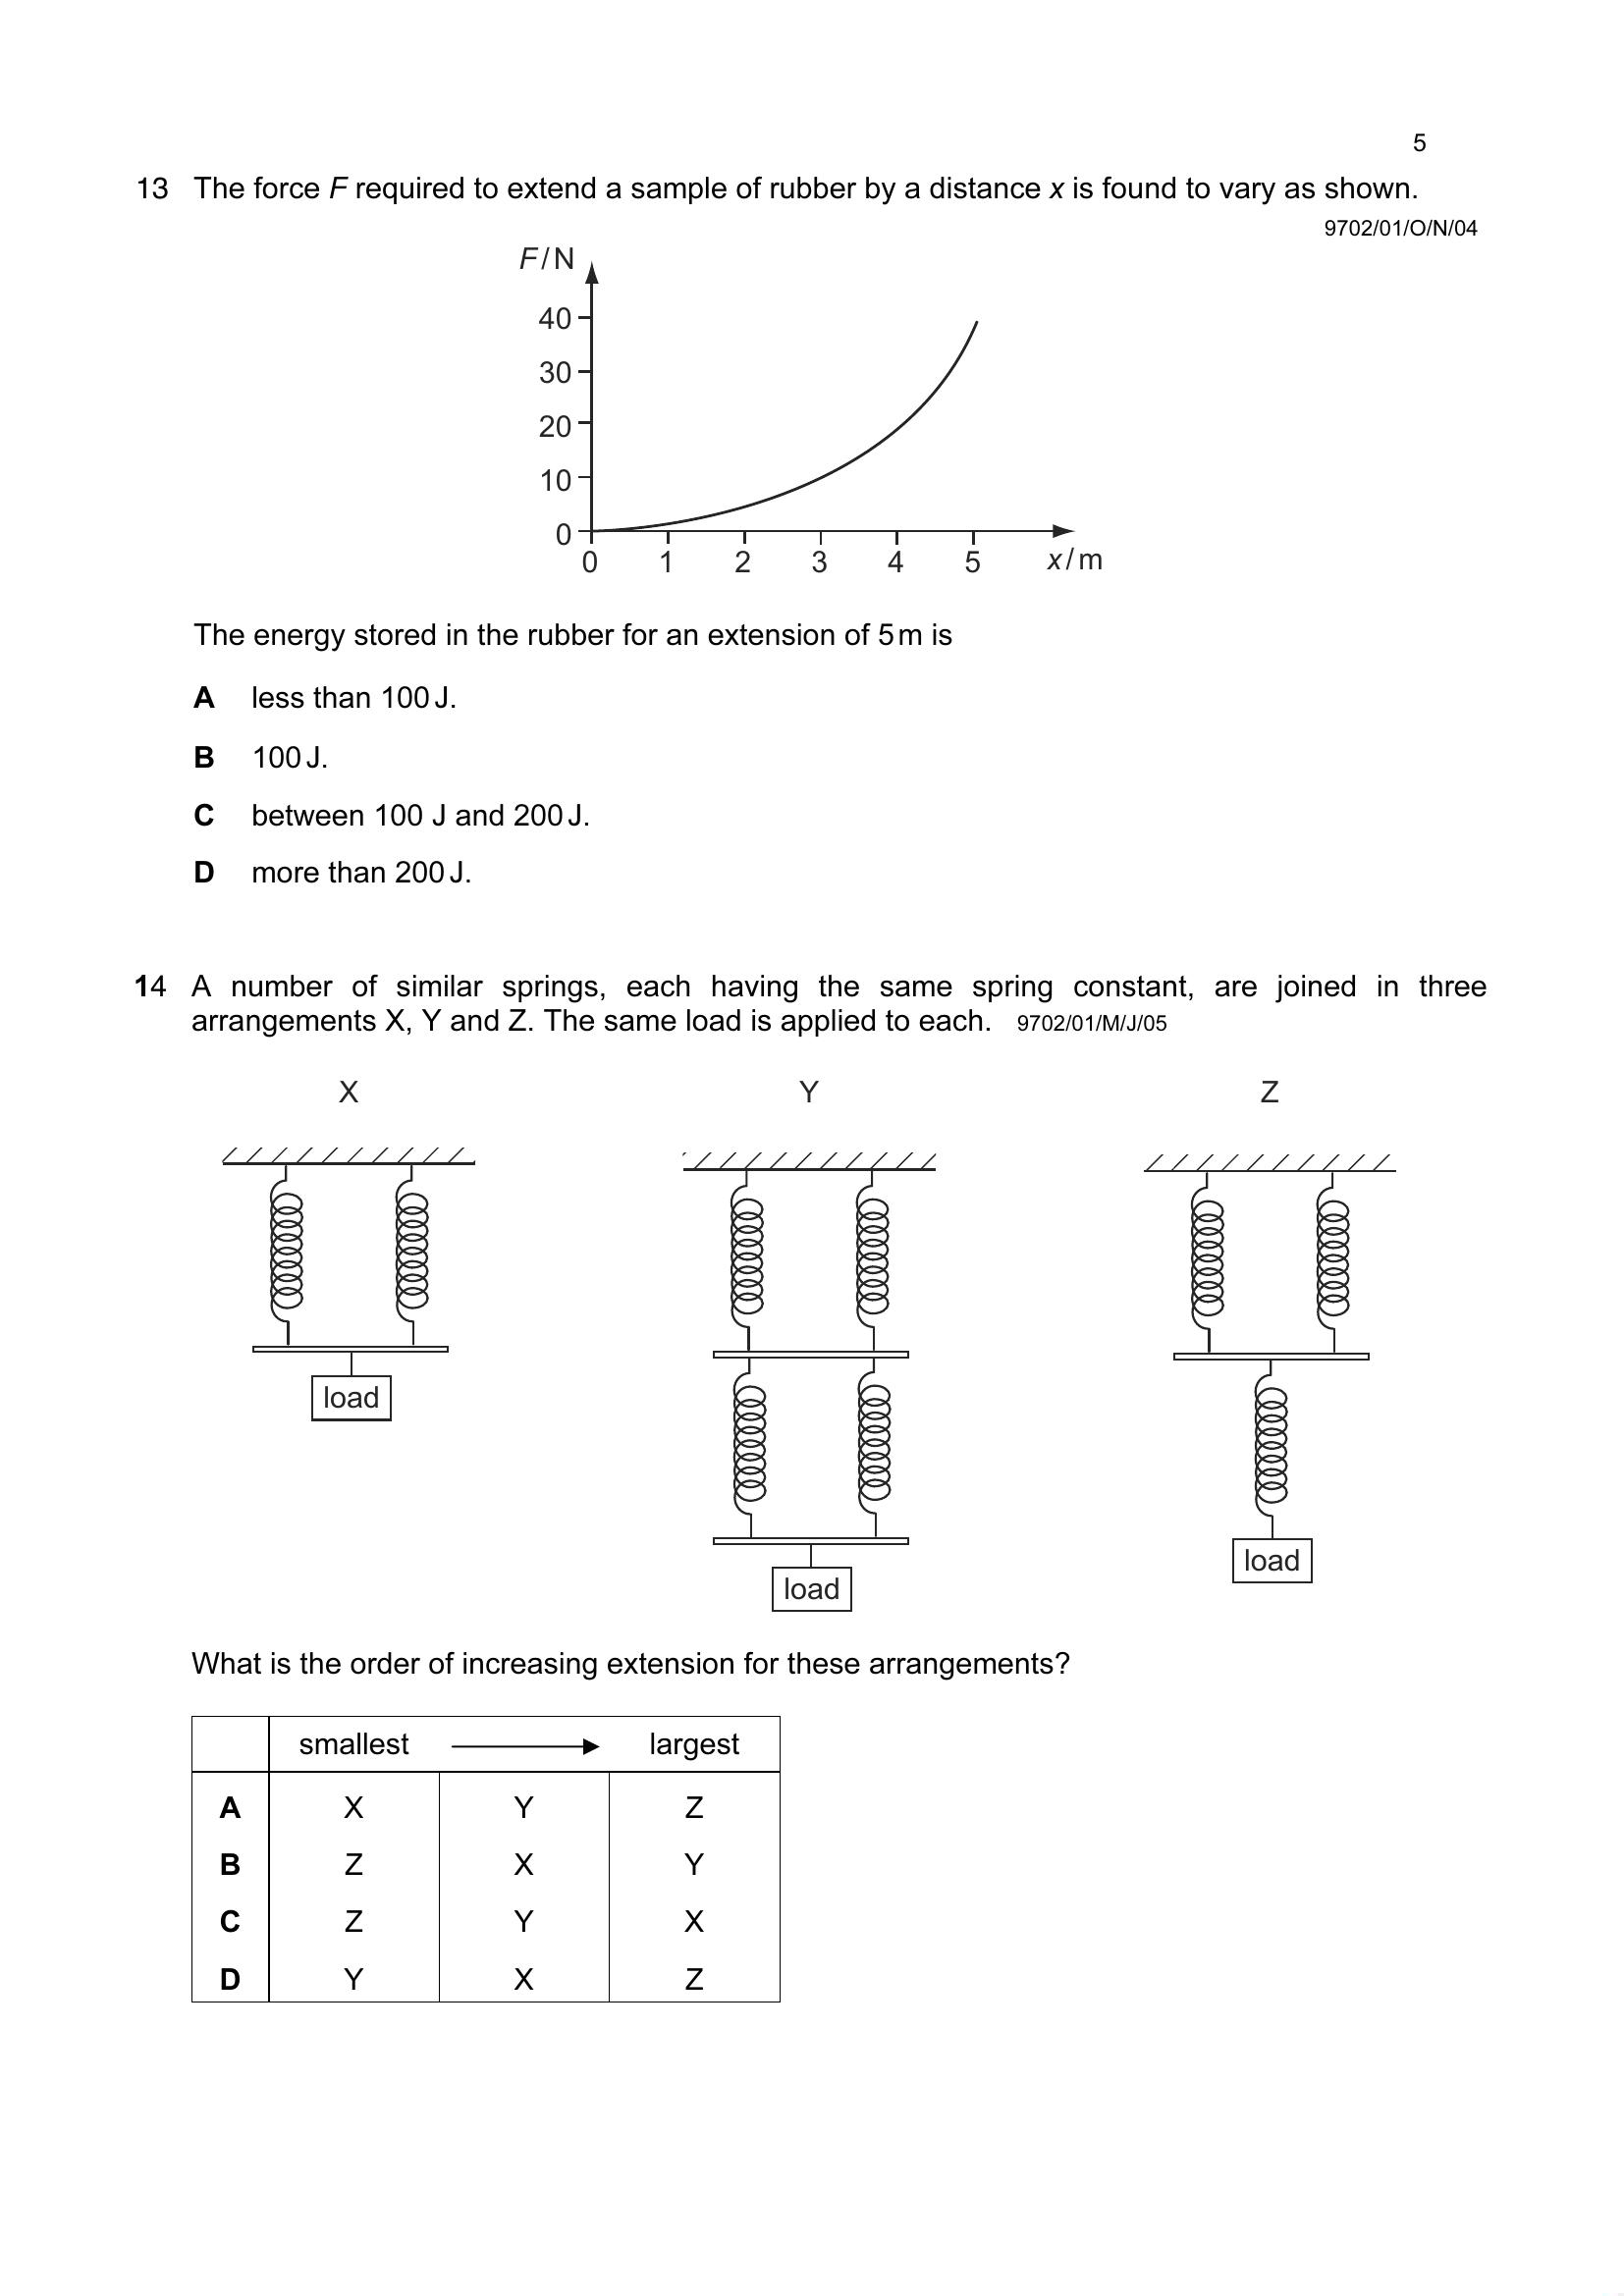 5
13 The force F required to extend a sample of rubber by a distance x is found to vary as shown.
9702/01/O/N/04
F/N
40
30
20
10
0
0 1 2 3 4 5 x/m
The energy stored in the rubber for an extension of 5 m is
A less than 100 J.
B 100 J.
C between 100 J and 200 J.
D more than 200 J.
14 A number of similar springs, each having the same spring constant, are joined in three
arrangements X, Y and Z. The same load is applied to each. 9702/01/M/J/05
X Y Z
load load load
What is the order of increasing extension for these arrangements?
smallest largest
A X Y Z
B Z X Y
C Z Y X
D Y X Z